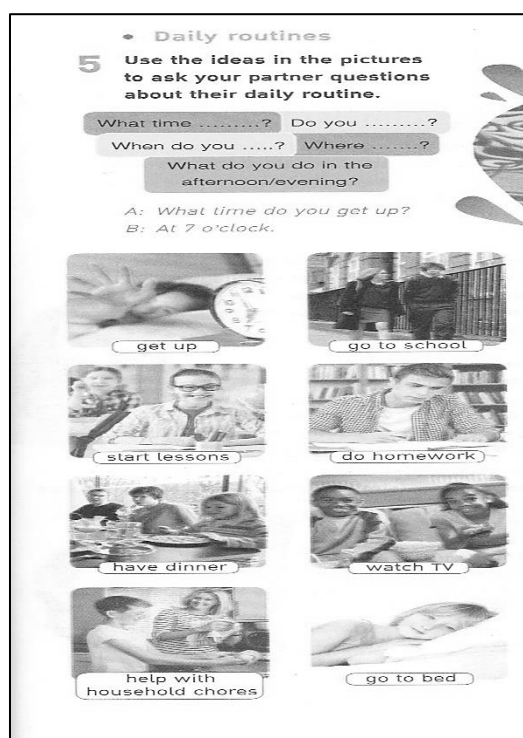 • Daily routines
5 Use the ideas in the pictures
to ask your partner questions
about their daily routine.
What time .........? Do you .........?
When do you .....? Where .......?
What do you do in the
afternoon/evening?
A: What time do you get up?
B: At 7 o'clock.
get up
go to school
start lessons
do homework
have dinner
watch TV
help with
household chores
go to bed